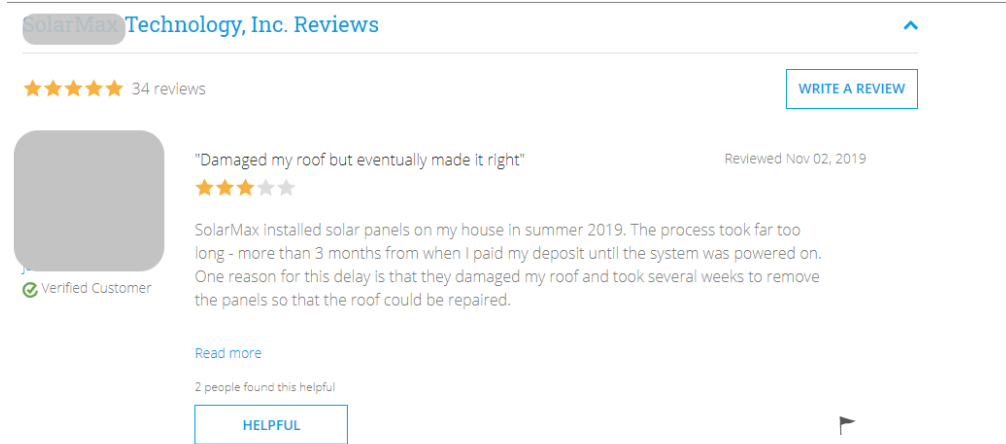 SolarMax Technology, Inc. Reviews
34 reviews
WRITE A REVIEW
"Damaged my roof but eventually made it right"
Reviewed Nov 02, 2019
SolarMax installed solar panels on my house in summer 2019. The process took far too
long - more than 3 months from when I paid my deposit until the system was powered on.
One reason for this delay is that they damaged my roof and took several weeks to remove
the panels so that the roof could be repaired.
Verified Customer
Read more
2 people found this helpful
HELPFUL